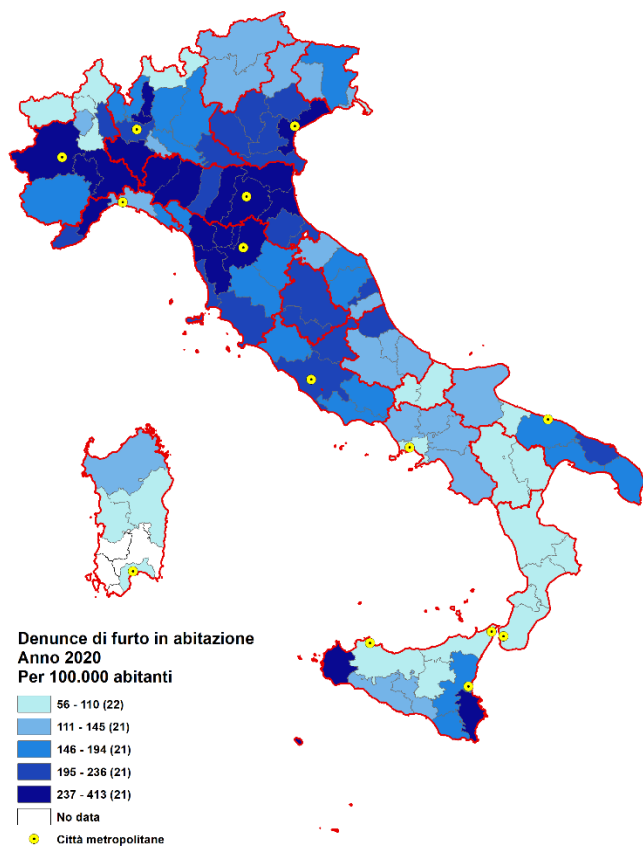 Denunce di furto in abitazione
Anno 2020
Per 100.000 abitanti
56 - 110 (22)
111 - 145 (21)
146 - 194 (21)
195 - 236 (21)
237 - 413 (21)
No data
Città metropolitane